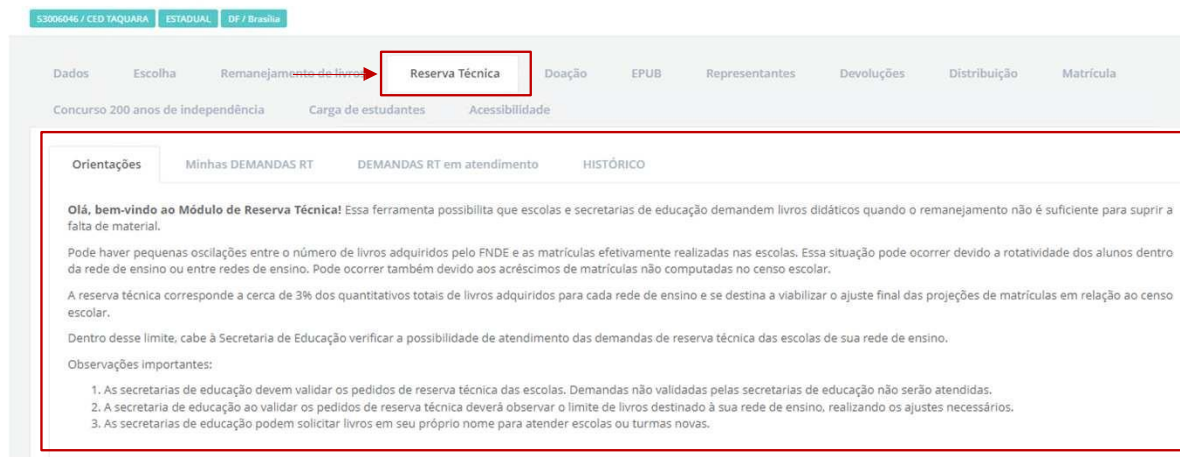 53006046 / CED TAQUARA ESTADUAL DF / Brasília
Dados Escolha Remanejamento de livros Reserva Técnica Doação EPUB Representantes Devoluções Distribuição Matrícula
Concurso 200 anos de independência Carga de estudantes Acessibilidade
Orientações Minhas DEMANDAS RT DEMANDAS RT em atendimento HISTÓRICO
Olá, bem-vindo ao Módulo de Reserva Técnica! Essa ferramenta possibilita que escolas e secretarias de educação demandem livros didáticos quando o remanejamento não é suficiente para suprir a
falta de material.
Pode haver pequenas oscilações entre o número de livros adquiridos pelo FNDE e as matrículas efetivamente realizadas nas escolas. Essa situação pode ocorrer devido a rotatividade dos alunos dentro
da rede de ensino ou entre redes de ensino. Pode ocorrer também devido aos acréscimos de matrículas não computadas no censo escolar.
A reserva técnica corresponde a cerca de 3% dos quantitativos totais de livros adquiridos para cada rede de ensino e se destina a viabilizar o ajuste final das projeções de matrículas em relação ao censo
escolar.
Dentro desse limite, cabe à Secretaria de Educação verificar a possibilidade de atendimento das demandas de reserva técnica das escolas de sua rede de ensino.
Observações importantes:
1. As secretarias de educação devem validar os pedidos de reserva técnica das escolas. Demandas não validadas pelas secretarias de educação não serão atendidas.
2. A secretaria de educação ao validar os pedidos de reserva técnica deverá observar o limite de livros destinado à sua rede de ensino, realizando os ajustes necessários.
3. As secretarias de educação podem solicitar livros em seu próprio nome para atender escolas ou turmas novas.